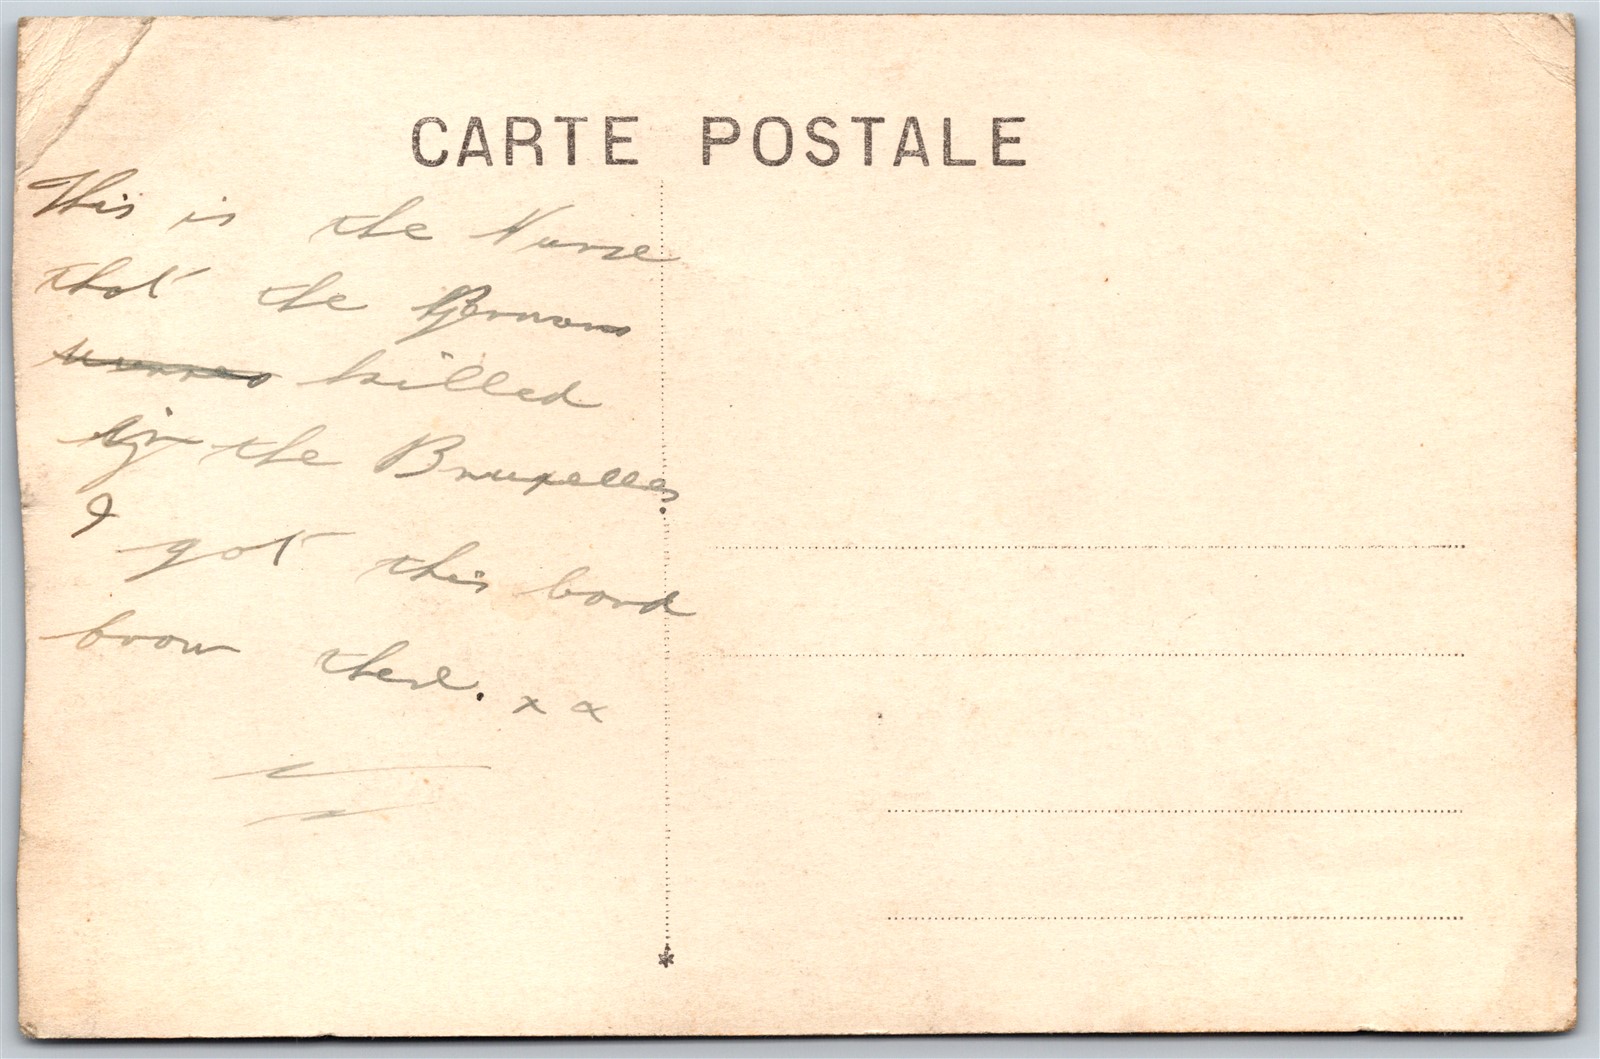 CARTE POSTALE
This is the Nurse
that the Germans
killed
in the Bruxelles.
I got this card
from there. x x